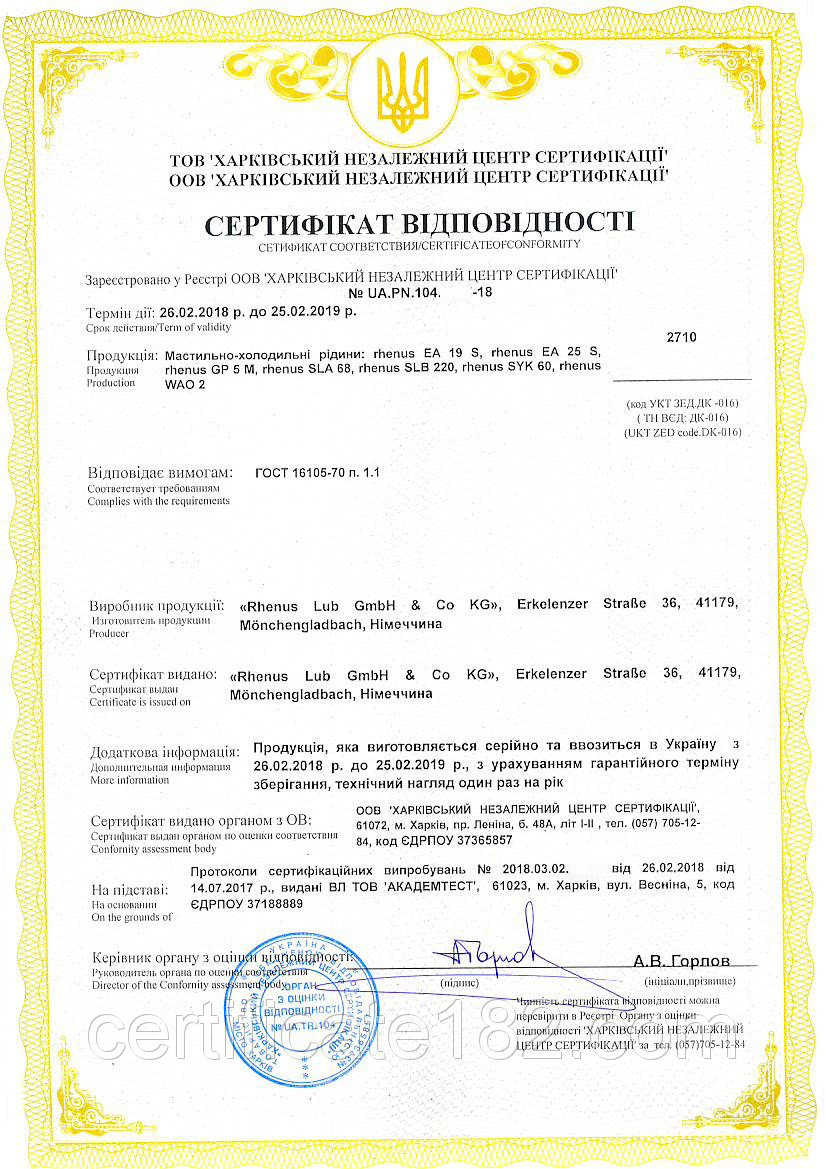 ТОВ 'ХАРКІВСЬКИЙ НЕЗАЛЕЖНИЙ ЦЕНТР СЕРТИФІКАЦІЇ'
ООВ 'ХАРКІВСЬКИЙ НЕЗАЛЕЖНИЙ ЦЕНТР СЕРТИФІКАЦІЇ'
СЕРТИФІКАТ ВІДПОВІДНОСТІ
СЕТИФИКАТ СООТВЕТСТВИЯ/CERTIFICATEOFCONFORMITY
Зареєстровано у Реєстрі ООВ 'ХАРКІВСЬКИЙ НЕЗАЛЕЖНИЙ ЦЕНТР СЕРТИФІКАЦІЇ'
№ UA.PN.104. -18
Термін дії: 26.02.2018 р. до 25.02.2019 р.
Срок действия/Term of validity
2710
Продукція: Мастильно-холодильні рідини: rhenus EA 19 S, rhenus EA 25 S,
Продукция rhenus GP 5 M, rhenus SLA 68, rhenus SLB 220, rhenus SYK 60, rhenus
Production WAO 2
(код УКТ ЗЕД.ДК -016)
( ТН ВЄД: ДК-016)
(UKT ZED code.DK-016)
Відповідає вимогам: ГОСТ 16105-70 п. 1.1
Соответствует требованиям
Complies with the requirements
Виробник продукції: «Rhenus Lub GmbH & Co KG», Erkelenzer Straße 36, 41179,
Изготовитель продукции Mönchengladbach, Німеччина
Producer
Сертифікат видано: «Rhenus Lub GmbH & Co KG», Erkelenzer Straße 36, 41179,
Сертификат выдан Mönchengladbach, Німеччина
Certificate is issued on
Додаткова інформація: Продукція, яка виготовляється серійно та ввозиться в Україну з
Дополнительная информация 26.02.2018 р. до 25.02.2019 р., з урахуванням гарантійного терміну
More information зберігання, технічний нагляд один раз на рік
Сертифікат видано органом з ОВ: ООВ 'ХАРКІВСЬКИЙ НЕЗАЛЕЖНИЙ ЦЕНТР СЕРТИФІКАЦІЇ',
Сертификат выдан органом по оценки соответствия 61072, м. Харків, пр. Леніна, б. 48А, літ І-ІІ , тел. (057) 705-12-
Confornity assessment body 84, код ЄДРПОУ 37365857
Протоколи сертифікаційних випробувань № 2018.03.02. від 26.02.2018 від
На підставі: 14.07.2017 р., видані ВЛ ТОВ 'АКАДЕМТЕСТ', 61023, м. Харків, вул. Весніна, 5, код
На основании ЄДРПОУ 37188889
On the grounds of
Керівник органу з оцінки відповідності:
А.В. Горлов
Руководитель органа по оценки соответствия
Director of the Confornity assessment body
(підпис) (ініціали,прізвище)
УКРАЇНА
ОРГАН
З ОЦІНКИ
ВІДПОВІДНОСТІ
№ UA.TR.104
Чинність сертифіката відповідності можна
перевірити в Реєстрі Органу з оцінки
відповідності 'ХАРКІВСЬКИЙ НЕЗАЛЕЖНИЙ
ЦЕНТР СЕРТИФІКАЦІЇ' за тел. (057)705-12-84
certificate182.com